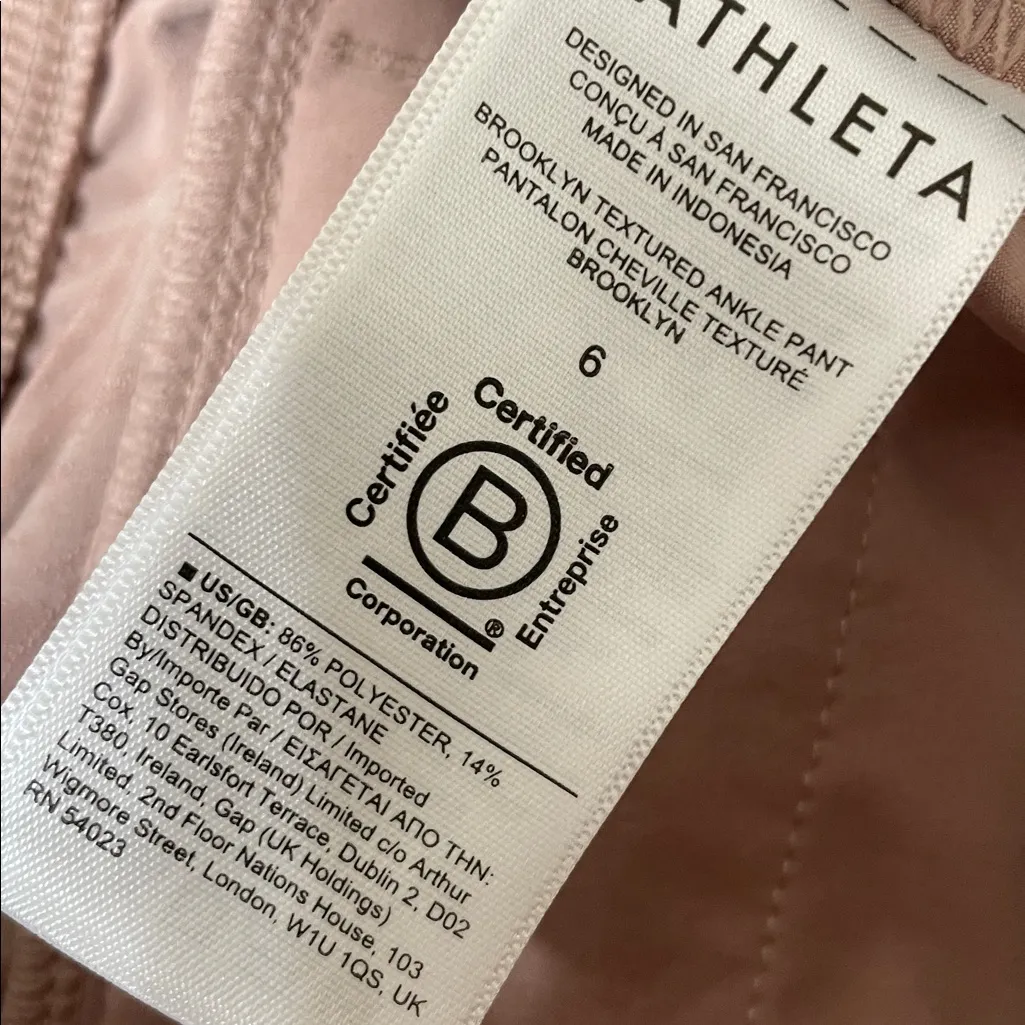 ATHLETA
DESIGNED IN SAN FRANCISCO
CONÇU À SAN FRANCISCO
MADE IN INDONESIA
BROOKLYN TEXTURED ANKLE PANT
PANTALON CHEVILLE TEXTURÉ
BROOKLYN
6
Certified
Certifiée
B
Entreprise
®
Corporation
■ US/GB: 86% POLYESTER, 14%
SPANDEX / ELASTANE
DISTRIBUIDO POR / Imported
By/Importe Par / ΕΙΣΑΓΕΤΑΙ ΑΠΟ ΤΗΝ:
Gap Stores (Ireland) Limited c/o Arthur
Cox, 10 Earlsfort Terrace, Dublin 2, D02
T380, Ireland, Gap (UK Holdings)
Limited, 2nd Floor Nations House, 103
Wigmore Street, London, W1U 1QS, UK
RN 54023